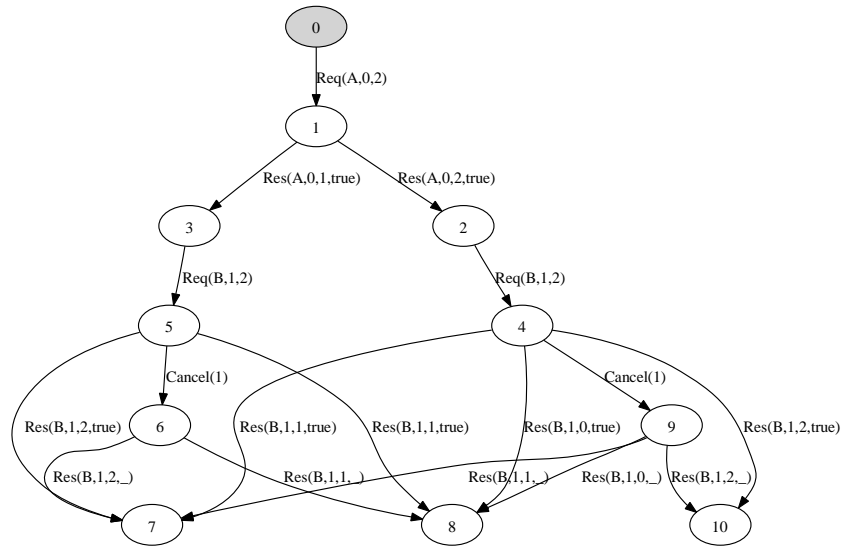 0
Req(A,0,2)
1
Res(A,0,1,true)
Res(A,0,2,true)
3
2
Req(B,1,2)
Req(B,1,2)
5
4
Cancel(1)
Cancel(1)
Res(B,1,2,true)
6
Res(B,1,1,true)
Res(B,1,1,true)
Res(B,1,0,true)
9
Res(B,1,2,true)
Res(B,1,2,_)
Res(B,1,1,_)
Res(B,1,1,_)
Res(B,1,0,_)
Res(B,1,2,_)
7
8
10